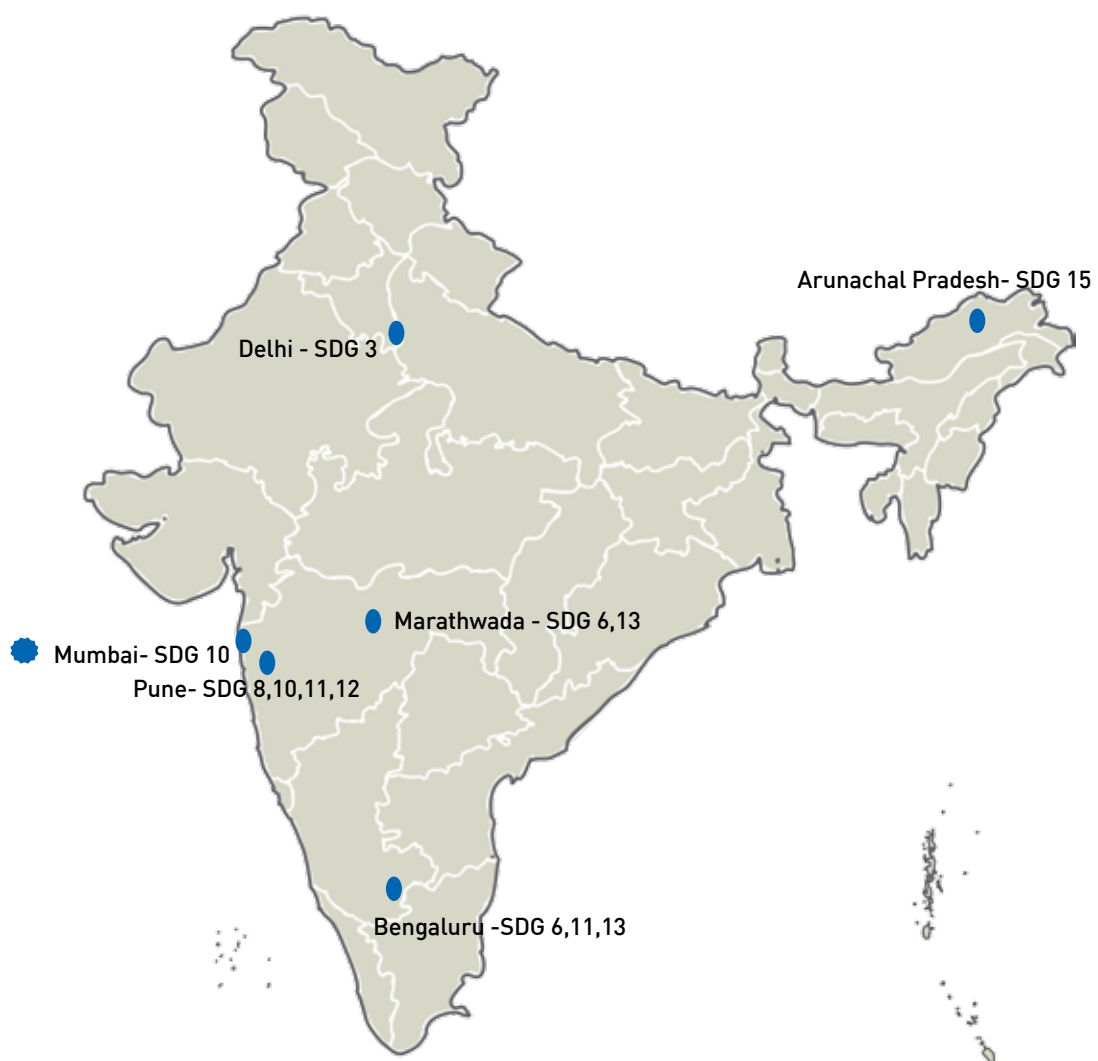 Arunachal Pradesh- SDG 15
Delhi - SDG 3
Marathwada - SDG 6,13
Mumbai- SDG 10
Pune- SDG 8,10,11,12
Bengaluru -SDG 6,11,13